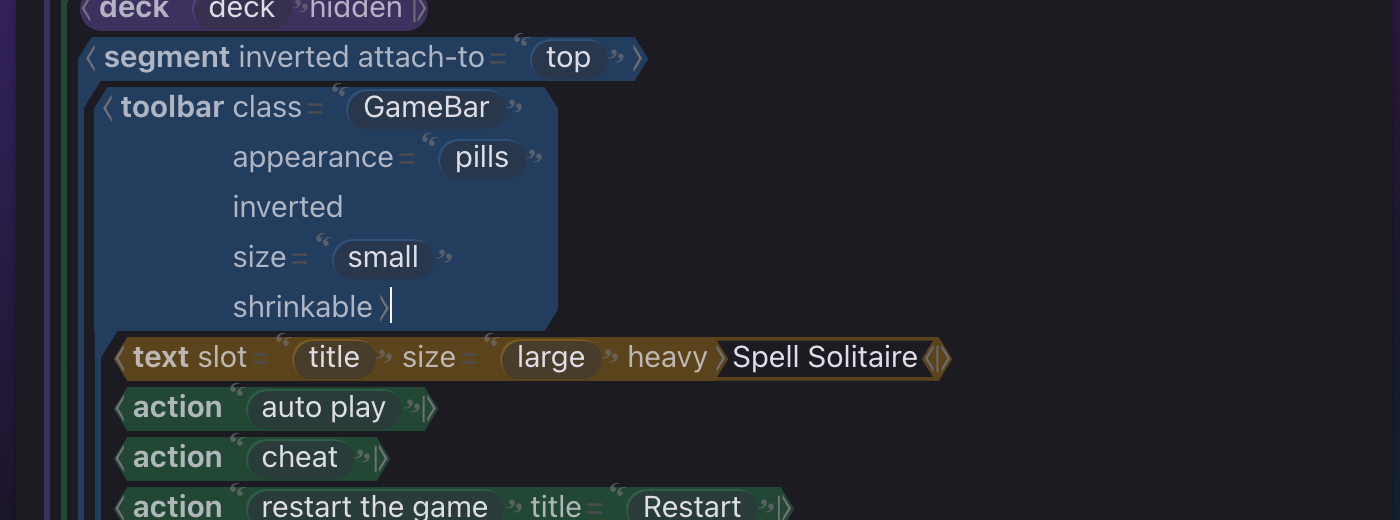 〈 deck “deck” hidden |〉
〈 segment inverted attach-to = “top” 〉
〈 toolbar class = “GameBar”
appearance = “pills”
inverted
size = “small”
shrinkable 〉
〈 text slot = “title” size = “large” heavy 〉 Spell Solitaire 〈|〉
〈 action “auto play” |〉
〈 action “cheat” |〉
〈 action “restart the game” title = “Restart” |〉